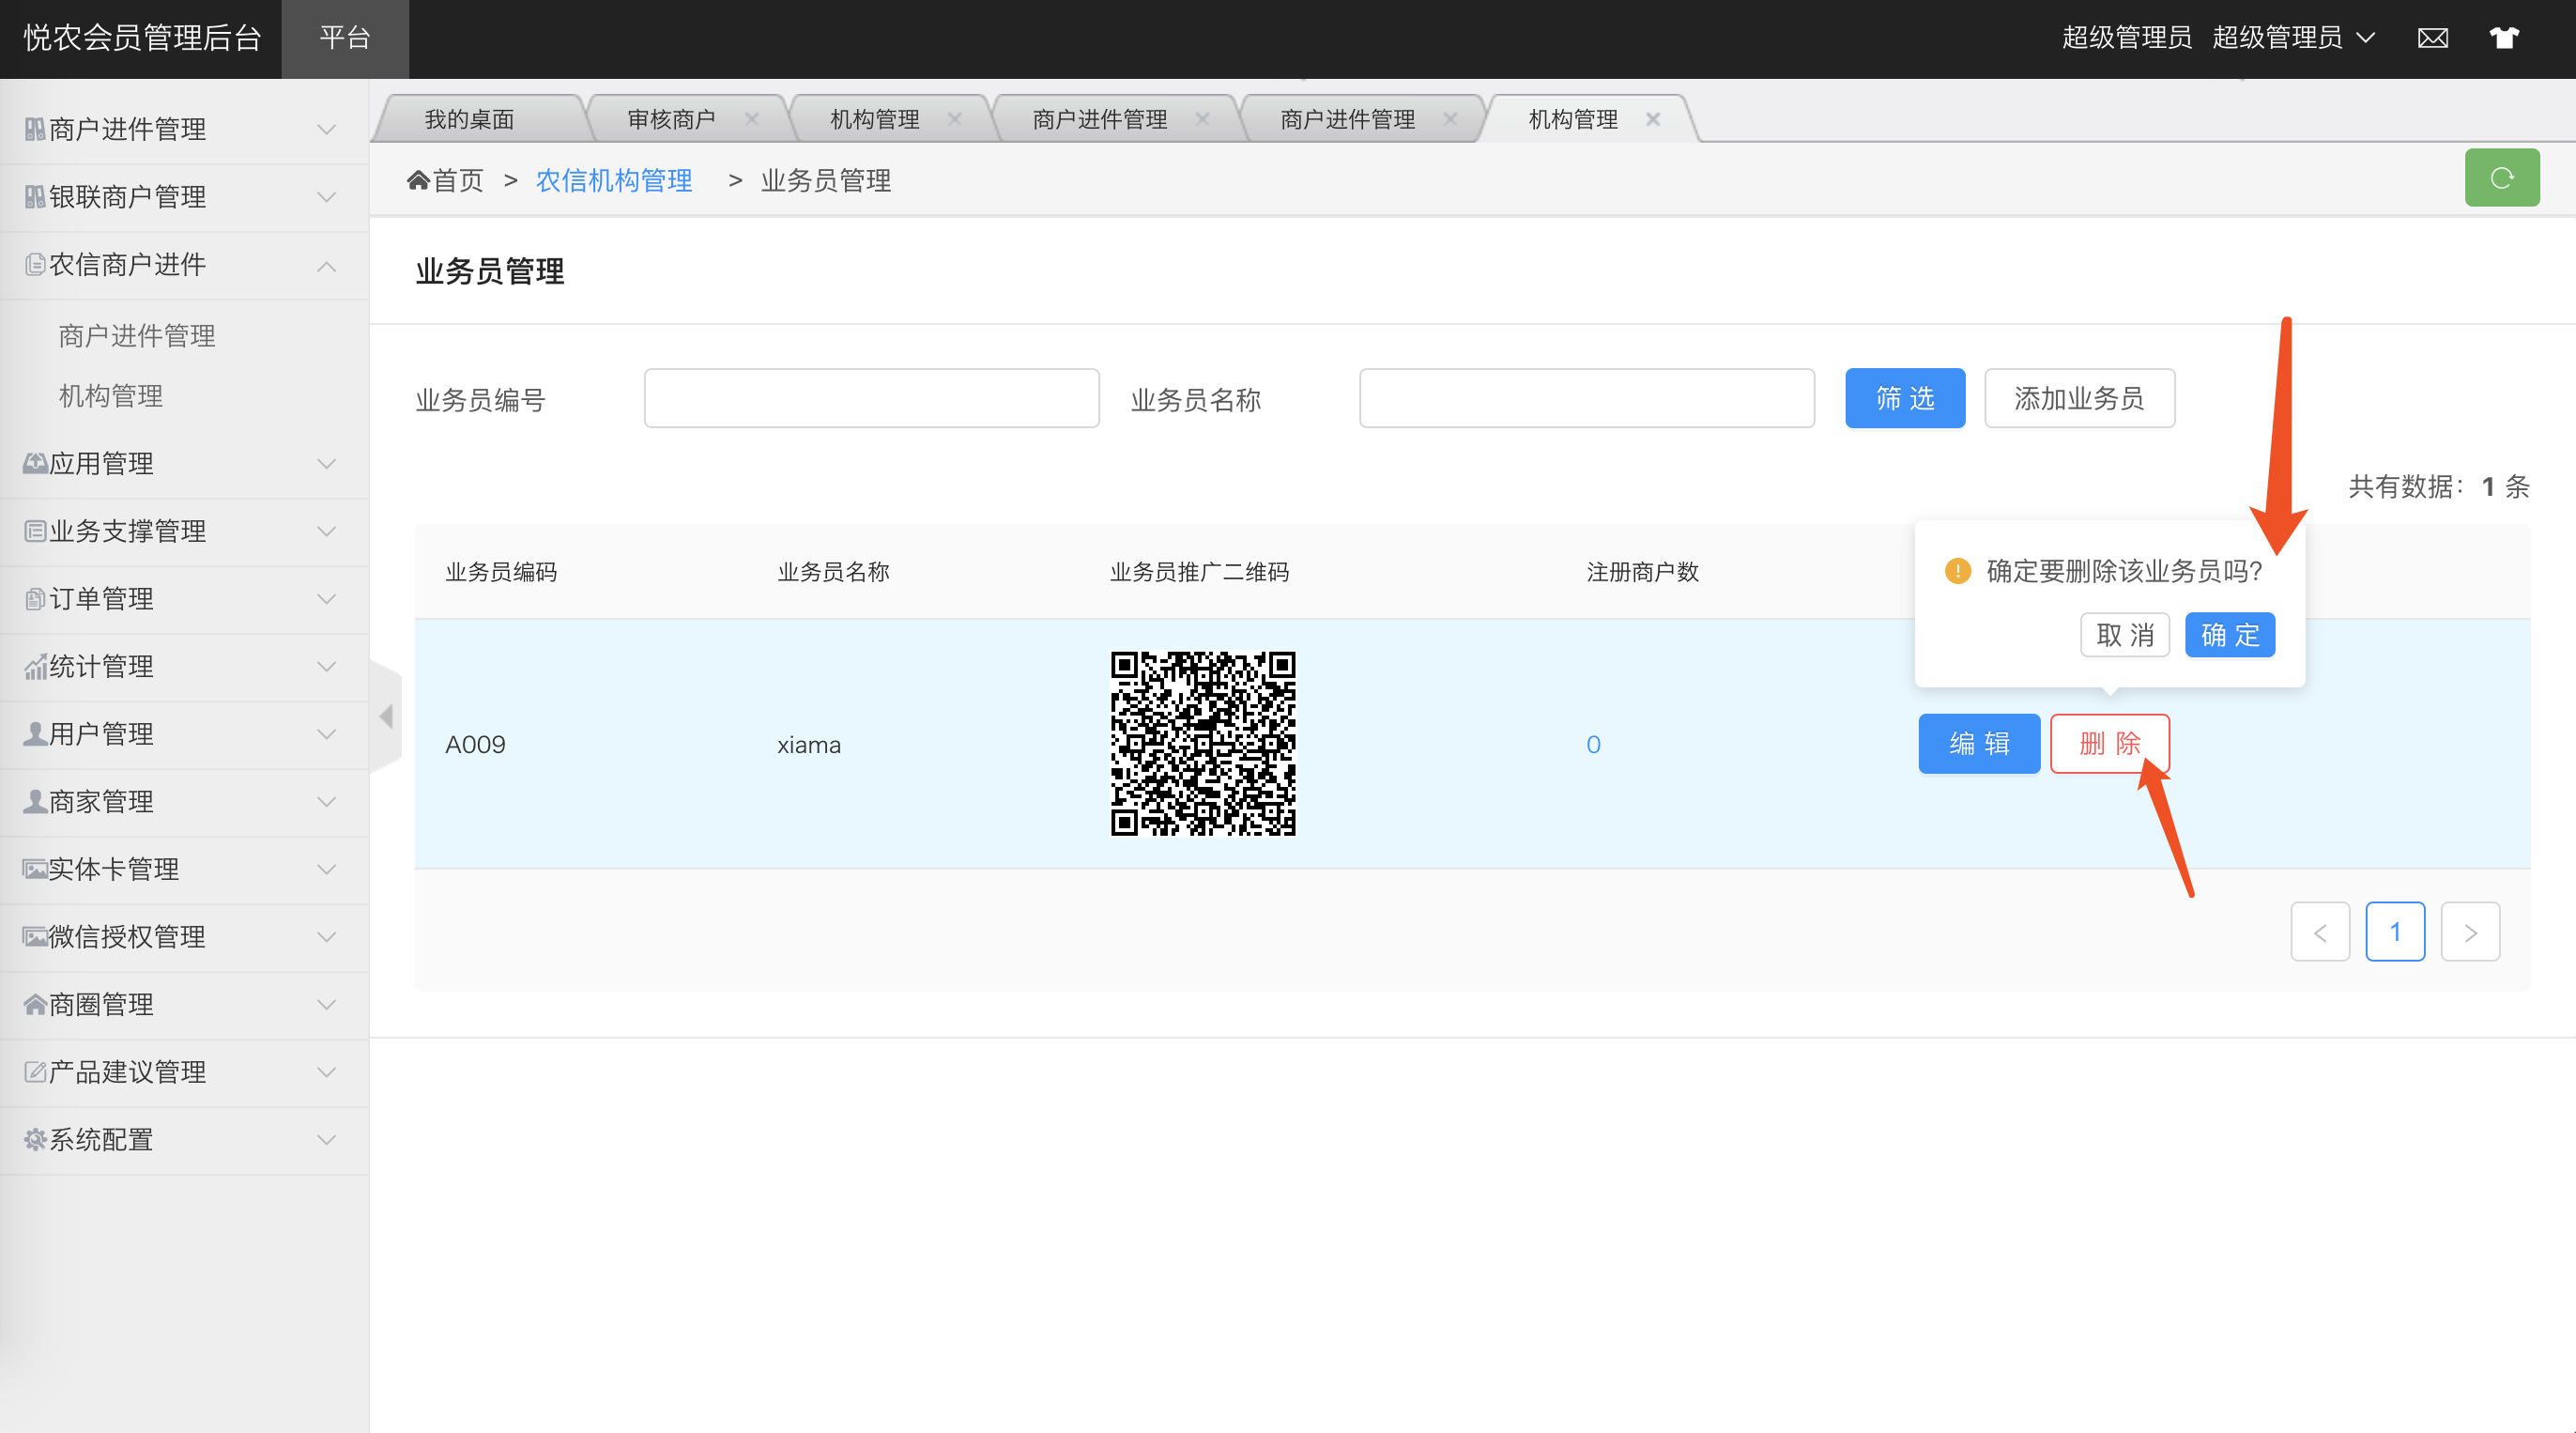 悦农会员管理后台 平台 超级管理员 超级管理员
我的桌面 审核商户 机构管理 商户进件管理 商户进件管理 机构管理
首页 > 农信机构管理 > 业务员管理
商户进件管理
银联商户管理
农信商户进件
商户进件管理
机构管理
应用管理
业务支撑管理
订单管理
统计管理
用户管理
商家管理
实体卡管理
微信授权管理
商圈管理
产品建议管理
系统配置
业务员管理
业务员编号 业务员名称 筛 选 添加业务员
共有数据：1 条
业务员编码 业务员名称 业务员推广二维码 注册商户数
确定要删除该业务员吗?
取 消 确 定
A009 xiama 0 编 辑 删 除
< 1 >